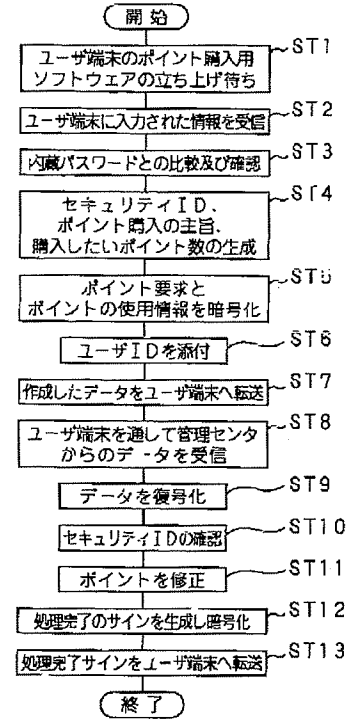 開始
ユーザ端末のポイント購入用
ソフトウェアの立ち上げ待ち
ST1
ユーザ端末に入力された情報を受信
ST2
内蔵パスワードとの比較及び確認
ST3
セキュリティID、
ポイント購入の主旨、
購入したいポイント数の生成
ST4
ポイント要求と
ポイントの使用情報を暗号化
ST5
ユーザIDを添付
ST6
作成したデータをユーザ端末へ転送
ST7
ユーザ端末を通して管理センタ
からのデータを受信
ST8
データを復号化
ST9
セキュリティIDの確認
ST10
ポイントを修正
ST11
処理完了のサインを生成し暗号化
ST12
処理完了サインをユーザ端末へ転送
ST13
終了